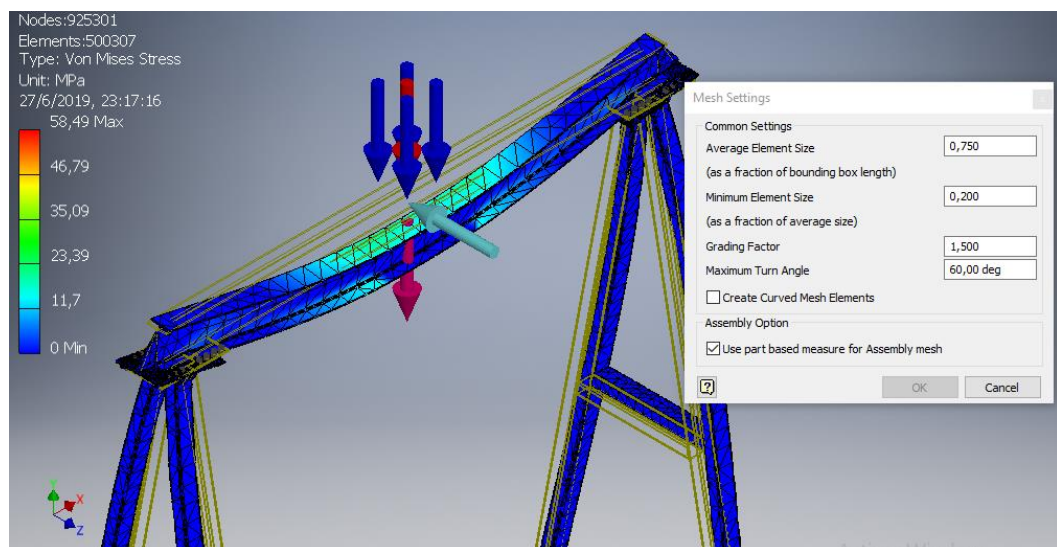 Nodes:925301
Elements:500307
Type: Von Mises Stress
Unit: MPa
27/6/2019, 23:17:16
58,49 Max
46,79
35,09
23,39
11,7
0 Min
Y
X
Z
Mesh Settings
Common Settings
Average Element Size 0,750
(as a fraction of bounding box length)
Minimum Element Size 0,200
(as a fraction of average size)
Grading Factor 1,500
Maximum Turn Angle 60,00 deg
Create Curved Mesh Elements
Assembly Option
Use part based measure for Assembly mesh
? OK Cancel